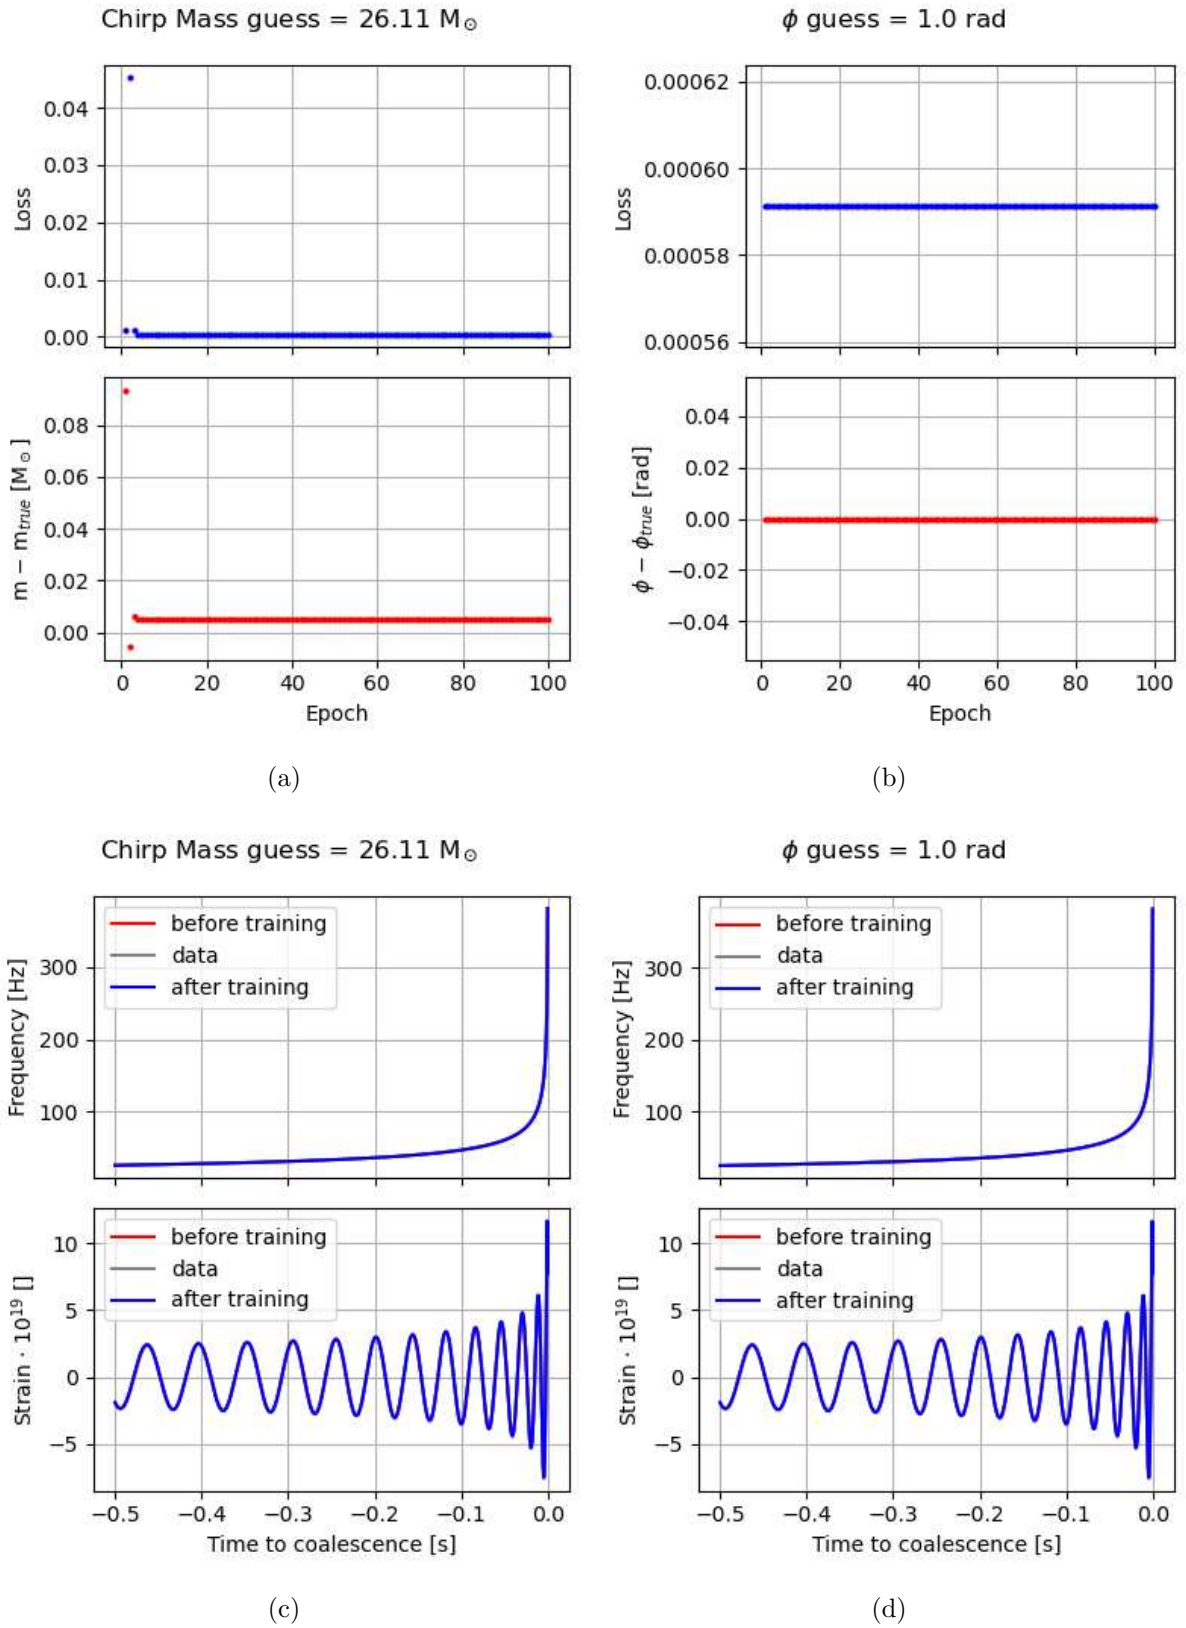 Chirp Mass guess = 26.11 M⊙
ϕ guess = 1.0 rad
0.04
0.03
0.02
0.01
0.00
Loss
0.00062
0.00060
0.00058
0.00056
Loss
0.08
0.06
0.04
0.02
0.00
m − m_true [M⊙]
0.04
0.02
0.00
−0.02
−0.04
ϕ − ϕ_true [rad]
0 20 40 60 80 100
Epoch
0 20 40 60 80 100
Epoch
(a)
(b)
Chirp Mass guess = 26.11 M⊙
ϕ guess = 1.0 rad
before training
data
after training
300
200
100
Frequency [Hz]
before training
data
after training
300
200
100
Frequency [Hz]
before training
data
after training
10
5
0
−5
Strain · 10¹⁹ []
before training
data
after training
10
5
0
−5
Strain · 10¹⁹ []
−0.5 −0.4 −0.3 −0.2 −0.1 0.0
Time to coalescence [s]
−0.5 −0.4 −0.3 −0.2 −0.1 0.0
Time to coalescence [s]
(c)
(d)